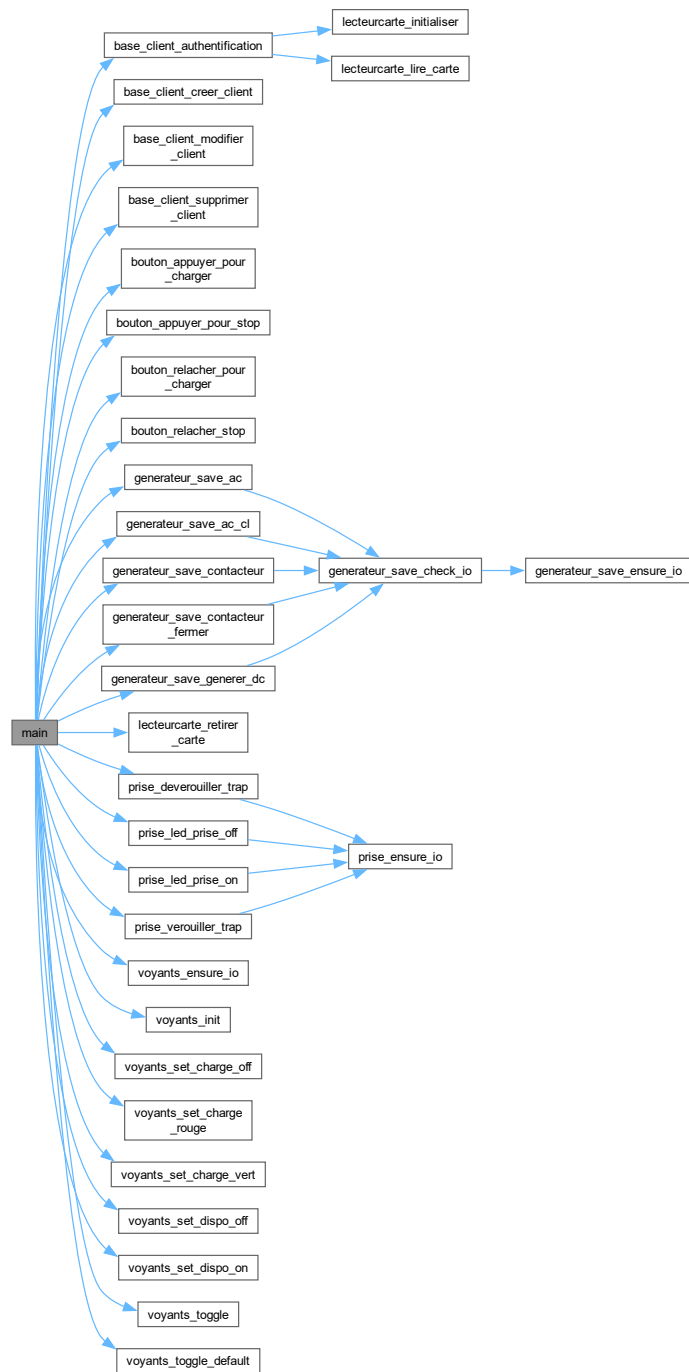 lecteurcarte_initialiser
base_client_authentification
lecteurcarte_lire_carte
base_client_creer_client
base_client_modifier
_client
base_client_supprimer
_client
bouton_appuyer_pour
_charger
bouton_appuyer_pour_stop
bouton_relacher_pour
_charger
bouton_relacher_stop
generateur_save_ac
generateur_save_ac_cl
generateur_save_contacteur
generateur_save_check_io
generateur_save_ensure_io
generateur_save_contacteur
_fermer
generateur_save_generer_dc
main
lecteurcarte_retirer
_carte
prise_deverouiller_trap
prise_led_prise_off
prise_ensure_io
prise_led_prise_on
prise_verouiller_trap
voyants_ensure_io
voyants_init
voyants_set_charge_off
voyants_set_charge
_rouge
voyants_set_charge_vert
voyants_set_dispo_off
voyants_set_dispo_on
voyants_toggle
voyants_toggle_default